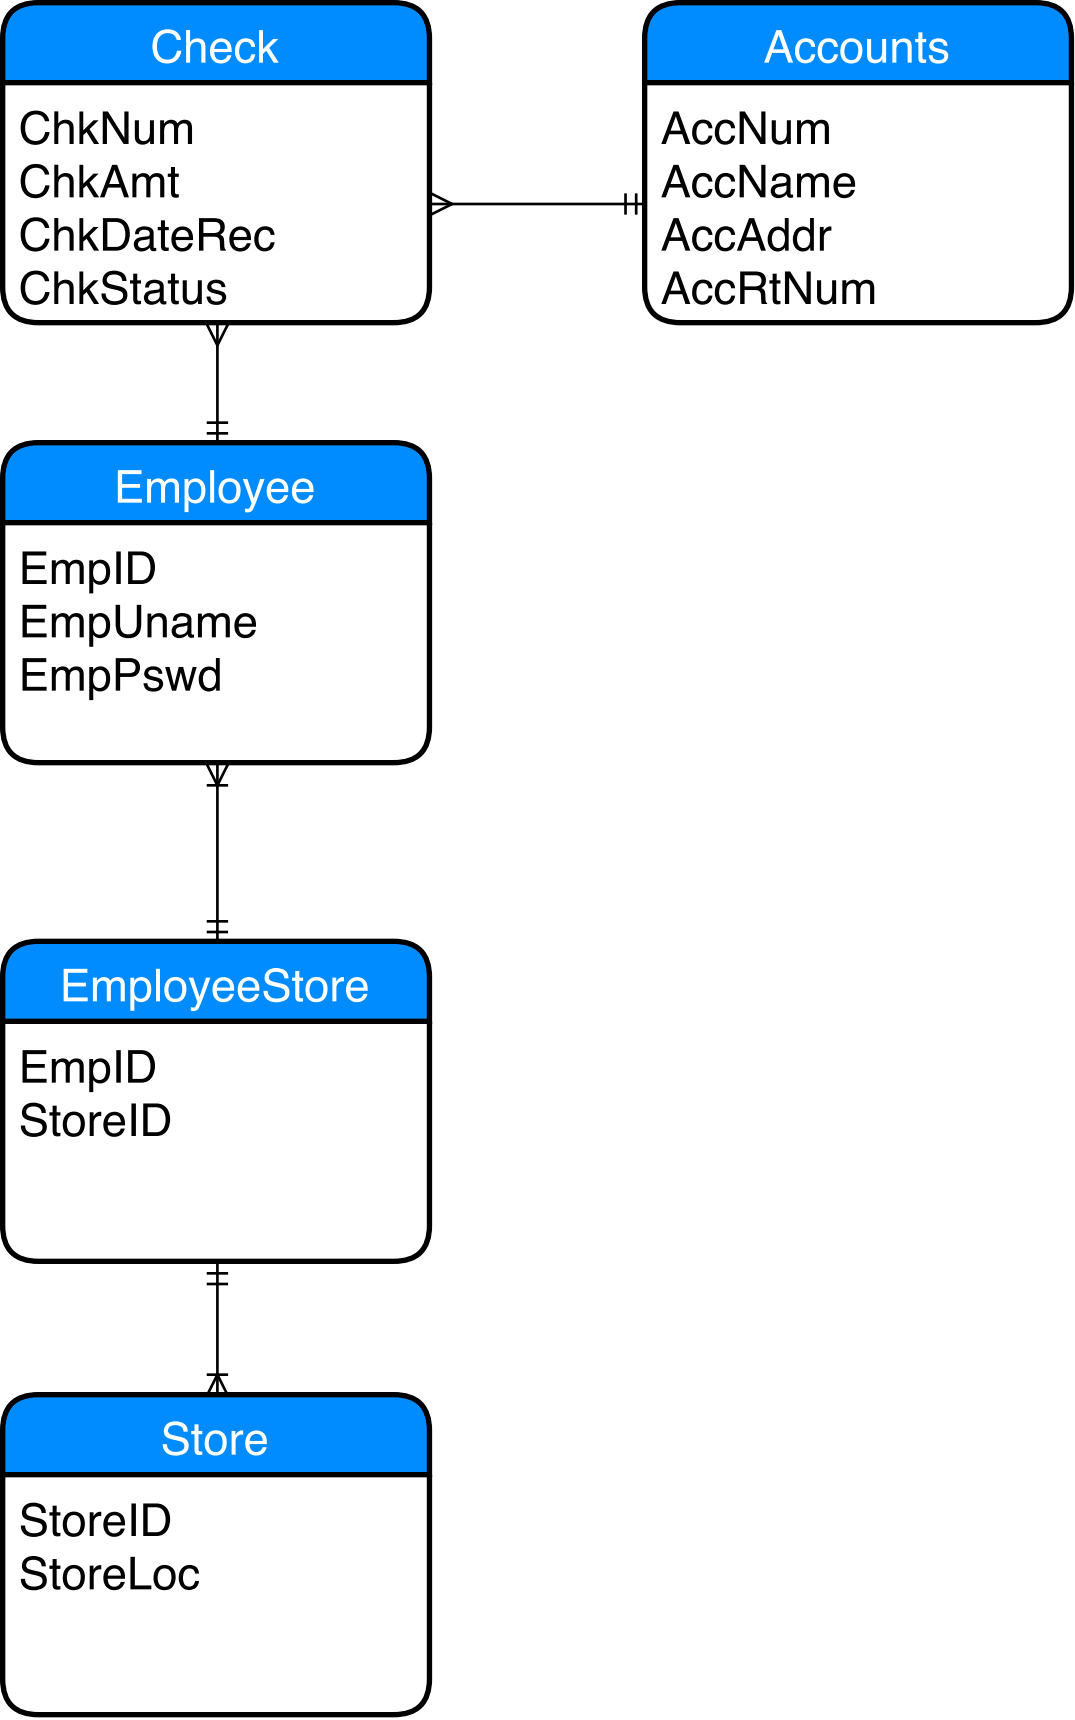 Check
ChkNum
ChkAmt
ChkDateRec
ChkStatus
Accounts
AccNum
AccName
AccAddr
AccRtNum
Employee
EmpID
EmpUname
EmpPswd
EmployeeStore
EmpID
StoreID
Store
StoreID
StoreLoc